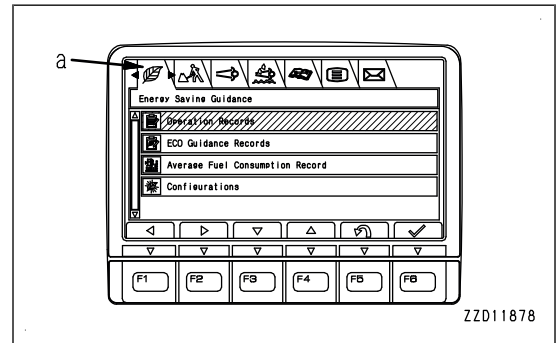 a
Energy Saving Guidance
Operation Records
ECO Guidance Records
Average Fuel Consumption Record
Configurations
F1 F2 F3 F4 F5 F6
ZZD11878